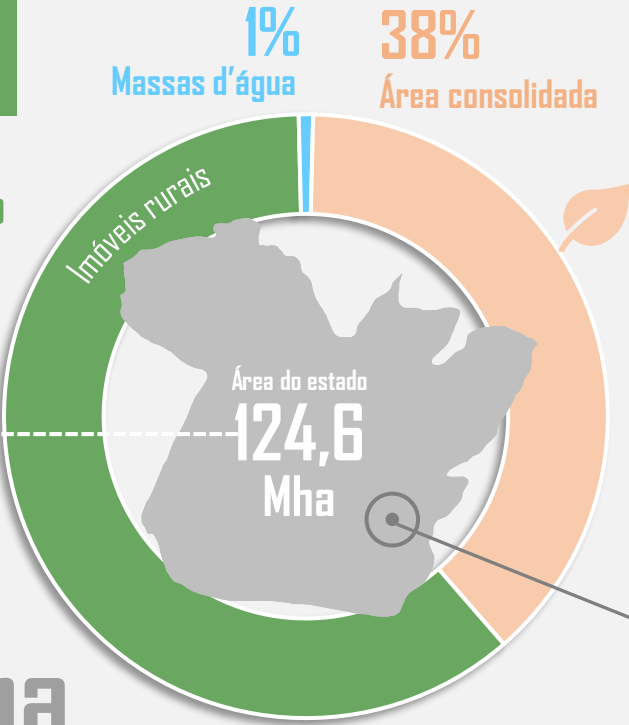 1%
Massas d’água
38%
Área consolidada
Imóveis rurais
Área do estado
124,6
Mha